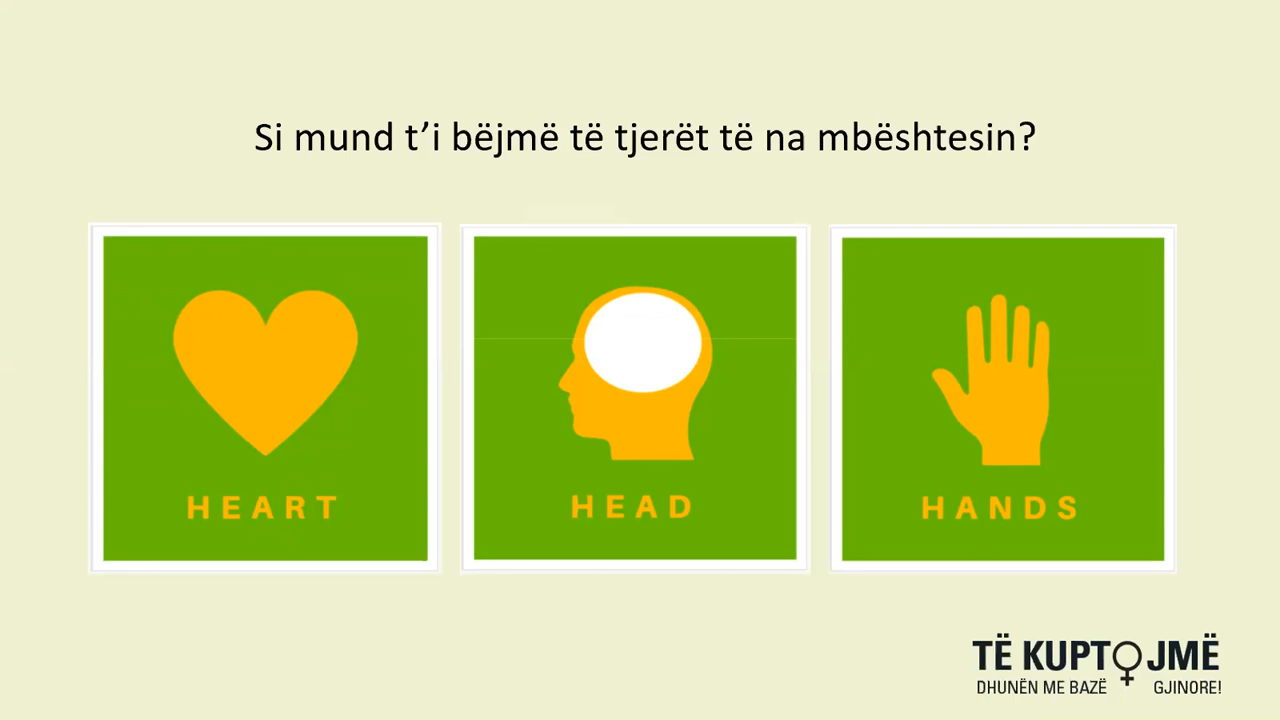 Si mund t’i bëjmë të tjerët të na mbështesin?
HEART
HEAD
HANDS
TË KUPTOJMË
DHUNËN ME BAZË GJINORE!